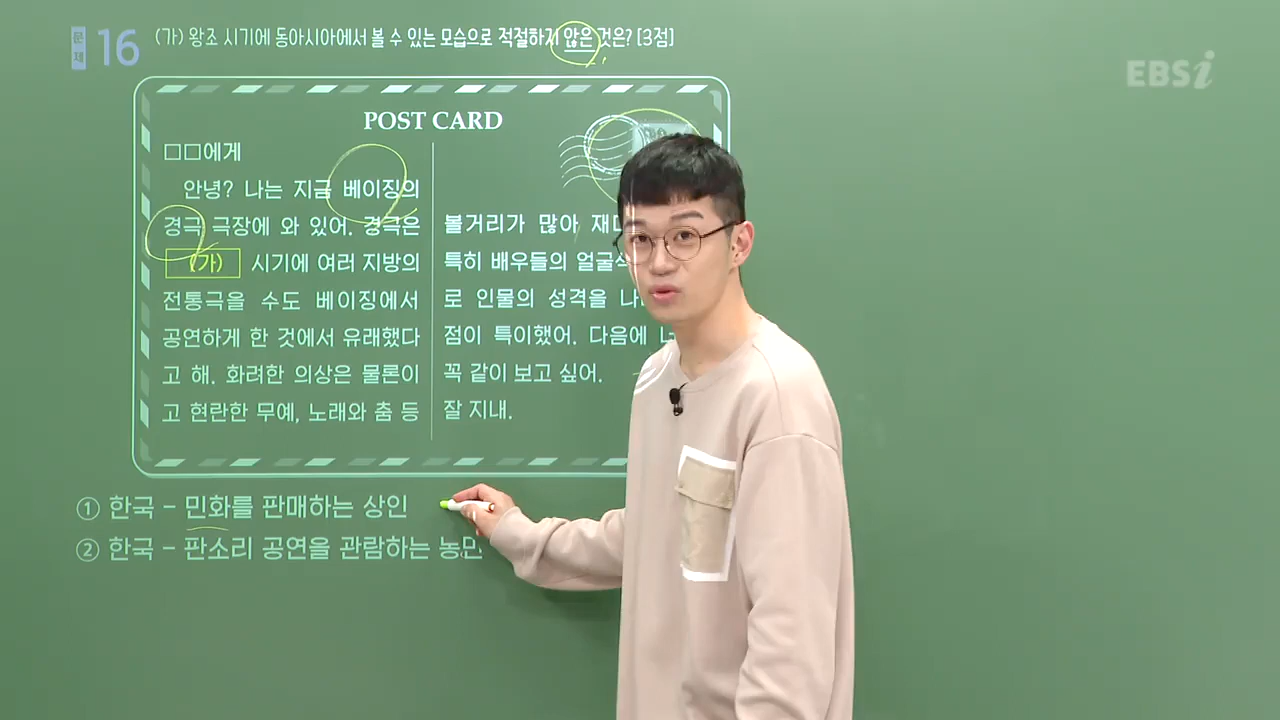 문제 16 (가) 왕조 시기에 동아시아에서 볼 수 있는 모습으로 적절하지 않은 것은? [3점]
EBSi
POST CARD
□□에게
안녕? 나는 지금 베이징의
경극 극장에 와 있어. 경극은
(가) 시기에 여러 지방의
전통극을 수도 베이징에서
공연하게 한 것에서 유래했다
고 해. 화려한 의상은 물론이
고 현란한 무예, 노래와 춤 등
볼거리가 많아
특히 배우들의
로 인물의 성격을
점이 특이했어. 다음에
꼭 같이 보고 싶어.
잘 지내.
① 한국 – 민화를 판매하는 상인
② 한국 – 판소리 공연을 관람하는 농민